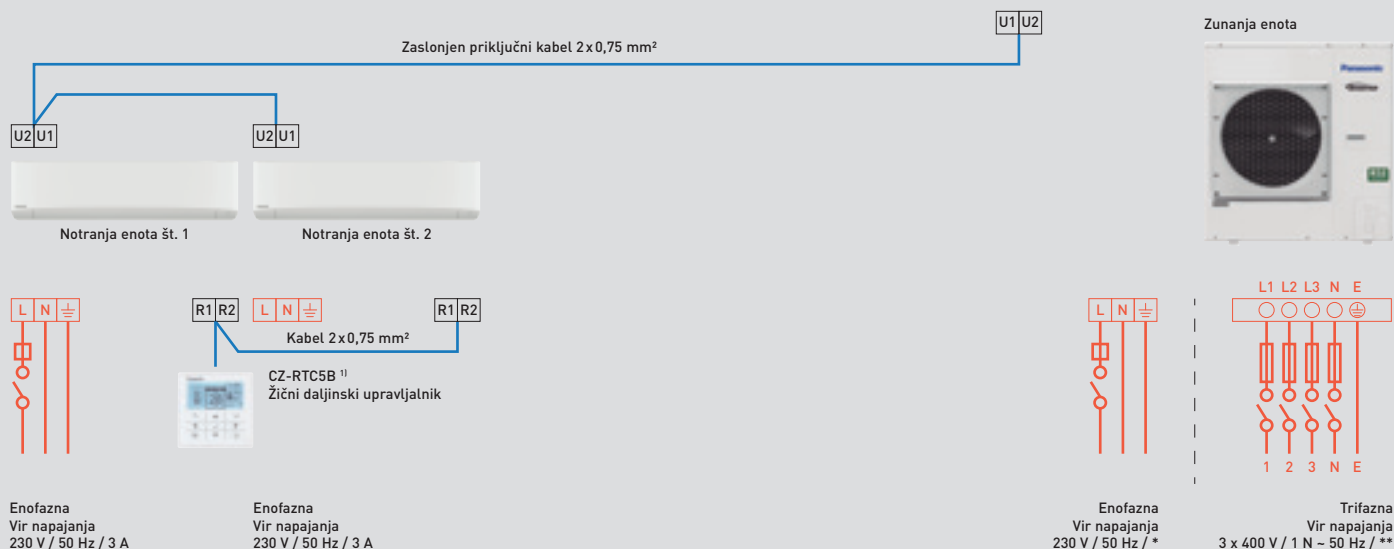 U1 U2
Zunanja enota
Zaslonjen priključni kabel 2 x 0,75 mm²
Panasonic
U2 U1
U2 U1
Notranja enota št. 1
Notranja enota št. 2
L1 L2 L3 N E
L N
R1 R2
L N
R1 R2
L N
Kabel 2 x 0,75 mm²
CZ-RTC5B ¹⁾
Žični daljinski upravljalnik
1 2 3 N E
Enofazna
Vir napajanja
230 V / 50 Hz / 3 A
Enofazna
Vir napajanja
230 V / 50 Hz / 3 A
Enofazna
Vir napajanja
230 V / 50 Hz / *
Trifazna
Vir napajanja
3 x 400 V / 1 N ~ 50 Hz / **